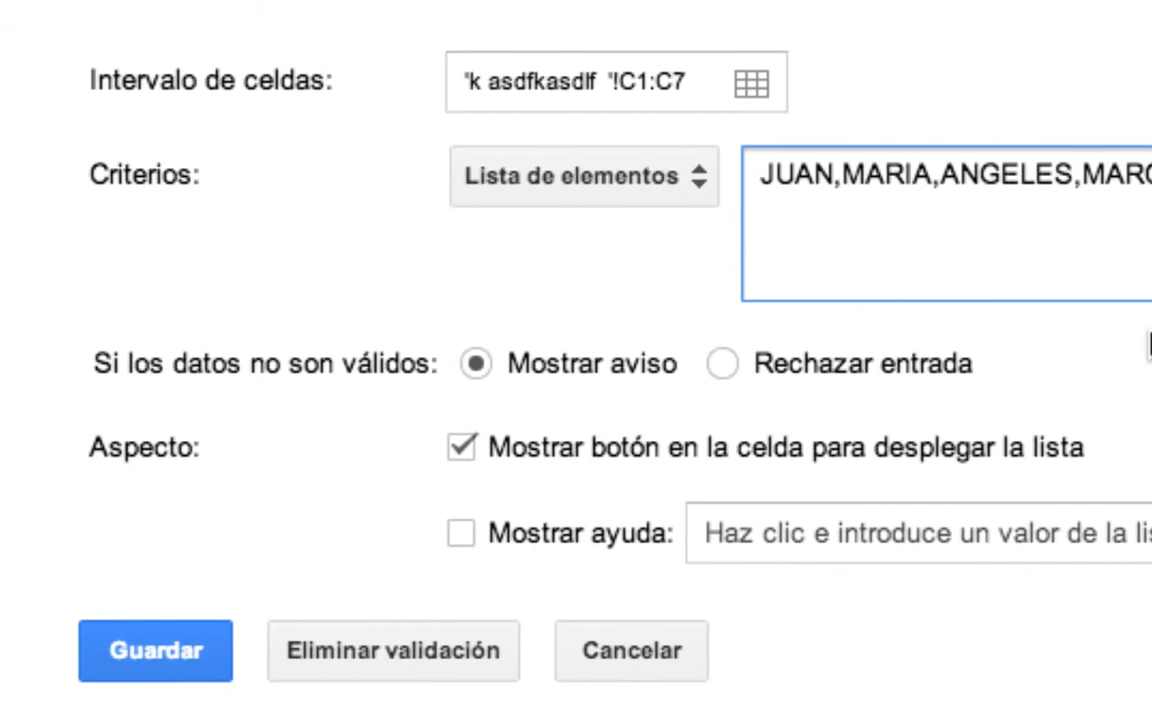 Intervalo de celdas: 'k asdfkasdlf '!C1:C7
Criterios: Lista de elementos JUAN,MARIA,ANGELES,MARC
Si los datos no son válidos: Mostrar aviso Rechazar entrada
Aspecto: Mostrar botón en la celda para desplegar la lista
Mostrar ayuda: Haz clic e introduce un valor de la lis
Guardar Eliminar validación Cancelar